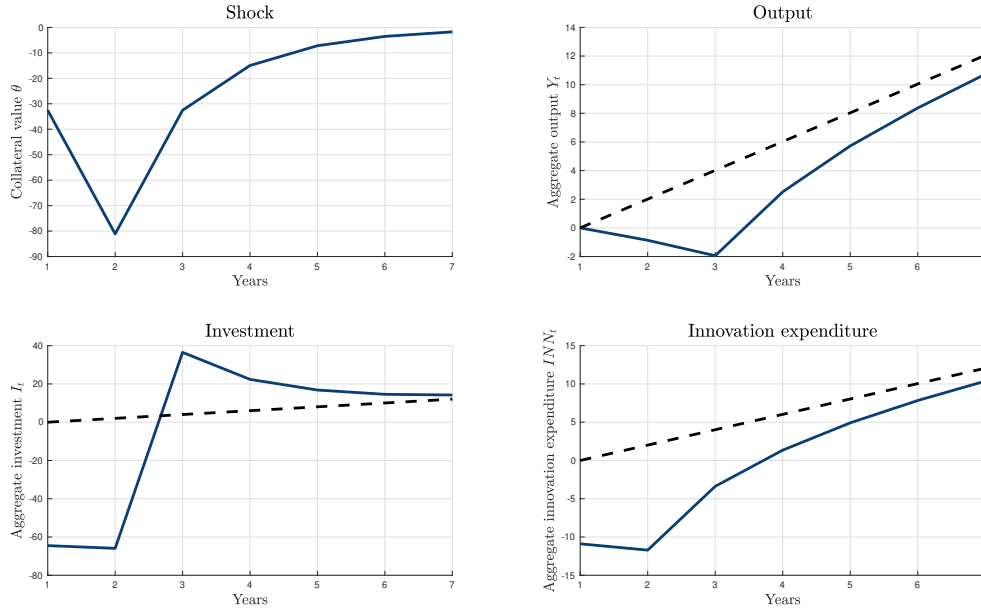 Shock
0
-10
-20
-30
-40
-50
-60
-70
-80
-90
Collateral value θ
1 2 3 4 5 6 7
Years
Output
14
12
10
8
6
4
2
0
-2
Aggregate output Y_t
1 2 3 4 5 6
Years
Investment
40
20
0
-20
-40
-60
-80
Aggregate investment I_t
1 2 3 4 5 6 7
Years
Innovation expenditure
15
10
5
0
-5
-10
-15
Aggregate innovation expenditure INN_t
1 2 3 4 5 6
Years